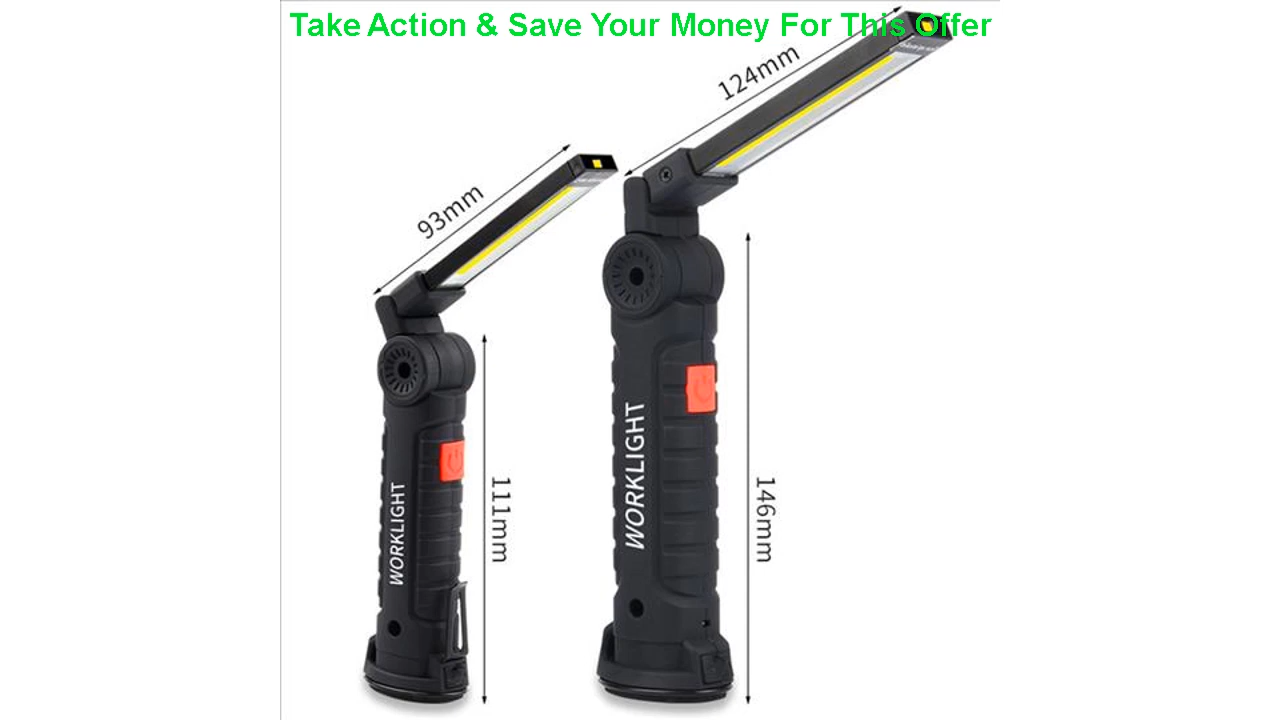 Take Action & Save Your Money For This Offer
124mm
93mm
WORKLIGHT
111mm
WORKLIGHT
146mm